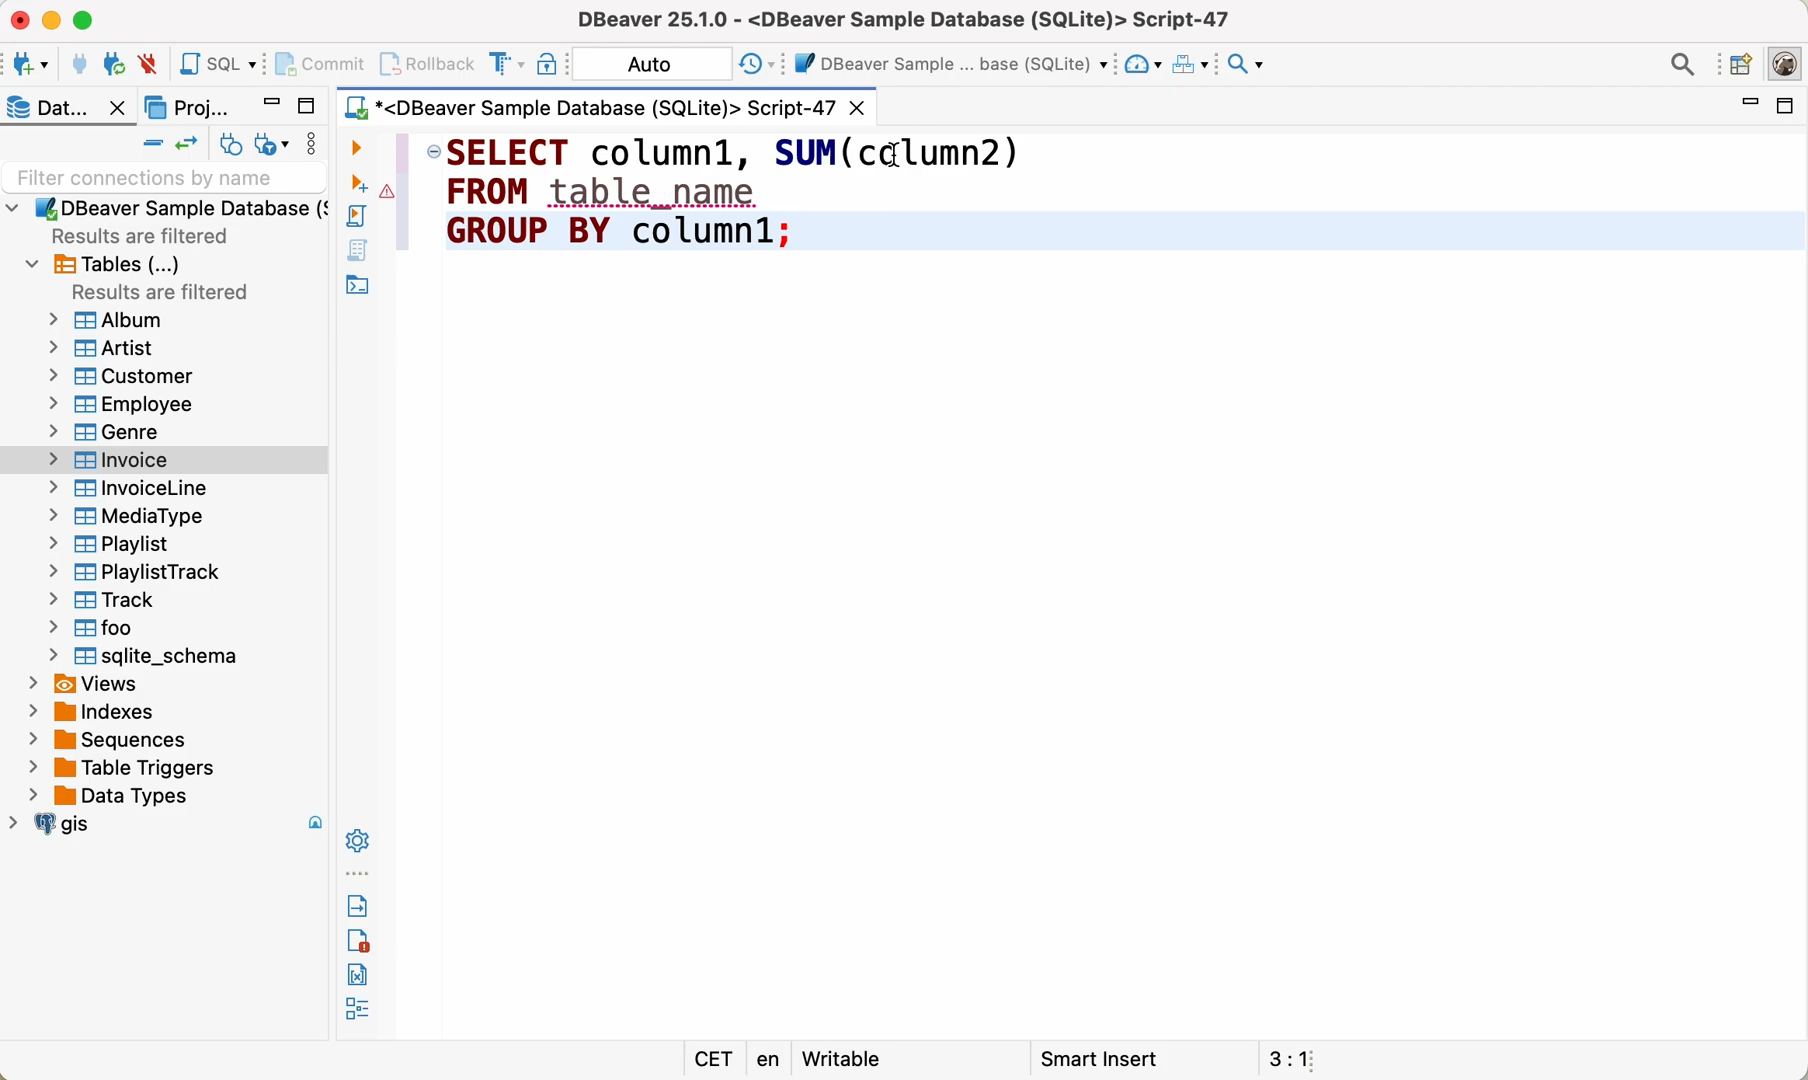 DBeaver 25.1.0 - <DBeaver Sample Database (SQLite)> Script-47
SQL Commit Rollback Auto DBeaver Sample ... base (SQLite)
Dat... Proj... *<DBeaver Sample Database (SQLite)> Script-47
Filter connections by name
DBeaver Sample Database (S
Results are filtered
Tables (...)
Results are filtered
Album
Artist
Customer
Employee
Genre
Invoice
InvoiceLine
MediaType
Playlist
PlaylistTrack
Track
foo
sqlite_schema
Views
Indexes
Sequences
Table Triggers
Data Types
gis
SELECT column1, SUM(column2)
FROM table_name
GROUP BY column1;
CET en Writable Smart Insert 3 : 1